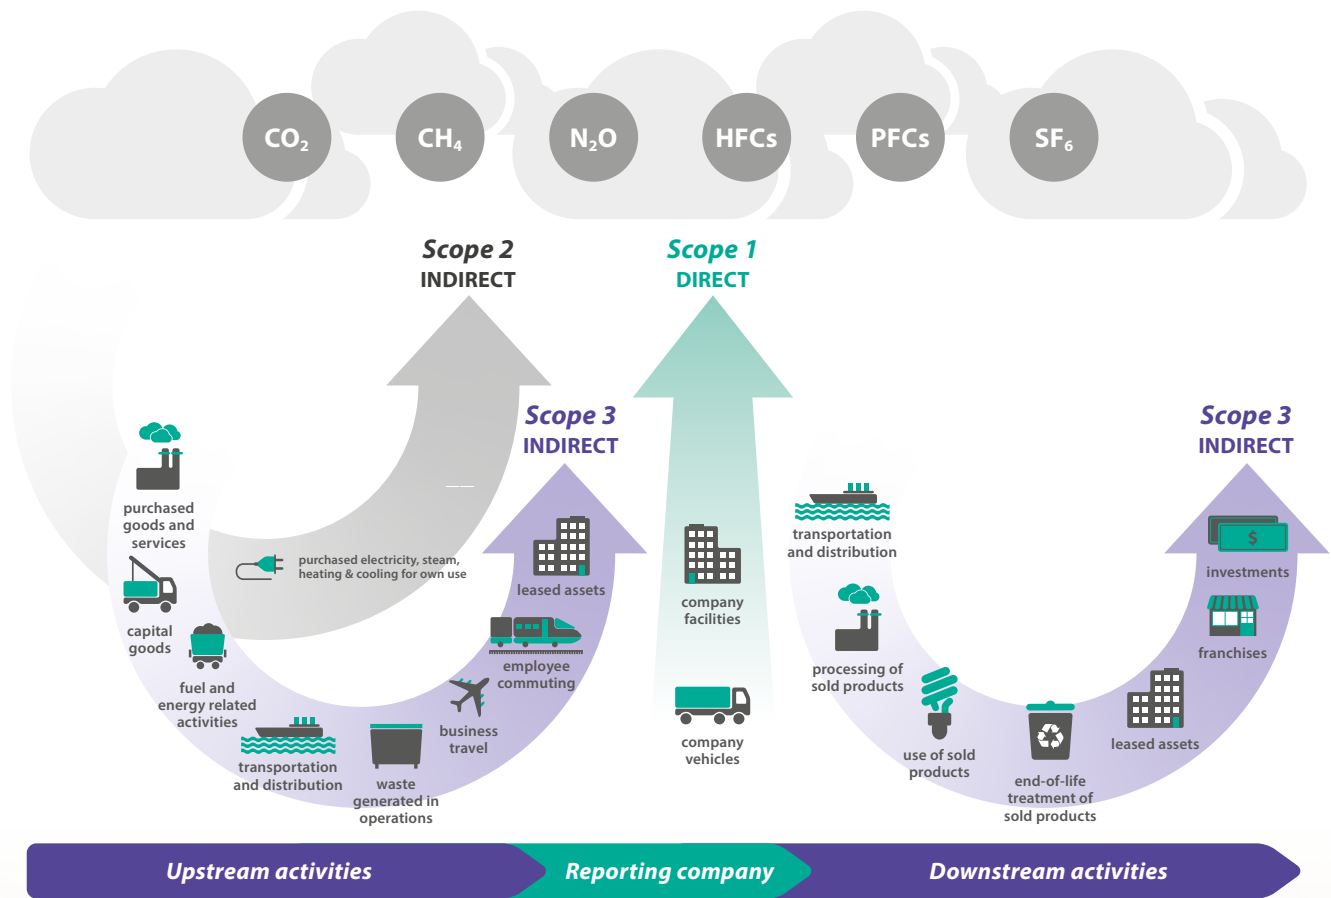 CO₂
CH₄
N₂O
HFCs
PFCs
SF₆
Scope 2
INDIRECT
Scope 1
DIRECT
Scope 3
INDIRECT
Scope 3
INDIRECT
purchased
goods and
services
capital
goods
fuel and
energy related
activities
transportation
and distribution
waste
generated in
operations
business
travel
employee
commuting
leased assets
purchased electricity, steam,
heating & cooling for own use
company
facilities
company
vehicles
transportation
and distribution
processing of
sold products
use of sold
products
end-of-life
treatment of
sold products
leased assets
franchises
$
investments
Upstream activities
Reporting company
Downstream activities